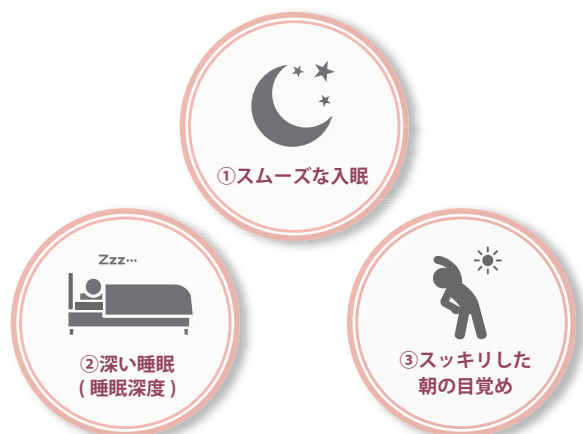 ①スムーズな入眠
Zzz…
②深い睡眠
(睡眠深度)
③スッキリした
朝の目覚め